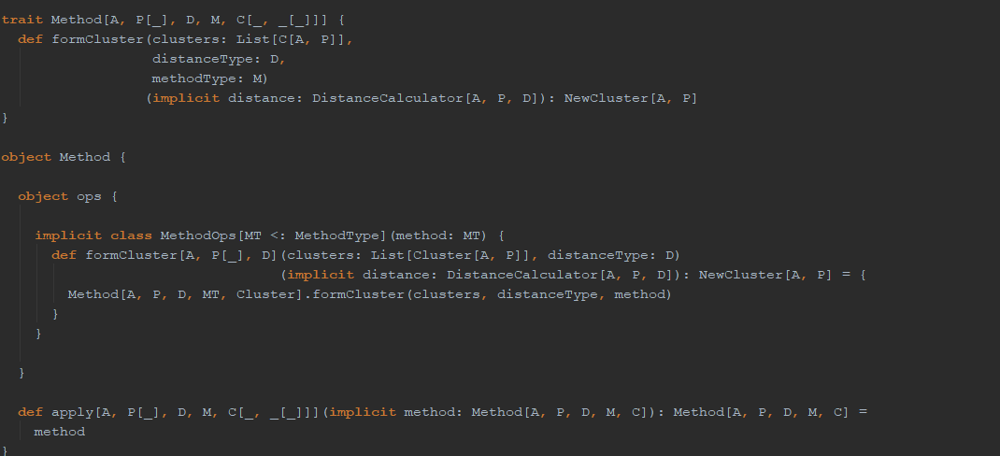 trait Method[A, P[_], D, M, C[_, _[_]]] {
  def formCluster(clusters: List[C[A, P]],
                  distanceType: D,
                  methodType: M)
                 (implicit distance: DistanceCalculator[A, P, D]): NewCluster[A, P]
}

object Method {

  object ops {

    implicit class MethodOps[MT <: MethodType](method: MT) {
      def formCluster[A, P[_], D](clusters: List[Cluster[A, P]], distanceType: D)
                                 (implicit distance: DistanceCalculator[A, P, D]): NewCluster[A, P] = {
        Method[A, P, D, MT, Cluster].formCluster(clusters, distanceType, method)
      }
    }

  }

  def apply[A, P[_], D, M, C[_, _[_]]](implicit method: Method[A, P, D, M, C]): Method[A, P, D, M, C] =
    method
}